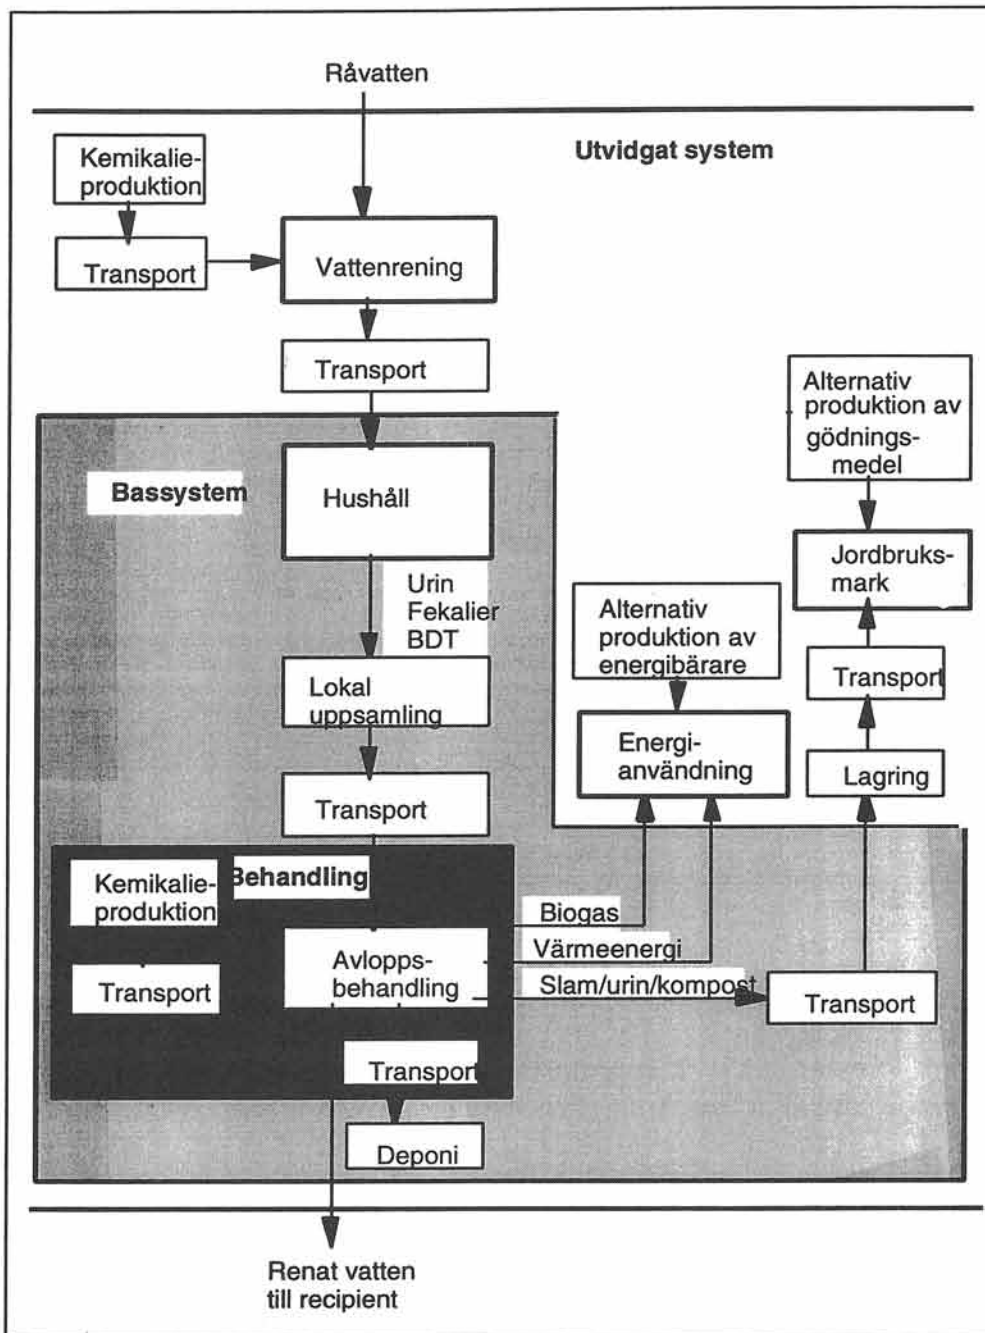 Råvatten
Utvidgat system
Kemikalie-
produktion
Transport
Vattenrening
Transport
Alternativ
produktion av
gödnings-
medel
Bassystem
Hushåll
Jordbruks-
mark
Urin
Fekalier
BDT
Alternativ
produktion av
energibärare
Lokal
uppsamling
Transport
Energi-
användning
Lagring
Transport
Behandling
Kemikalie-
produktion
Biogas
Avlopps-
behandling
Värmeenergi
Transport
Slam/urin/kompost
Transport
Transport
Deponi
Renat vatten
till recipient